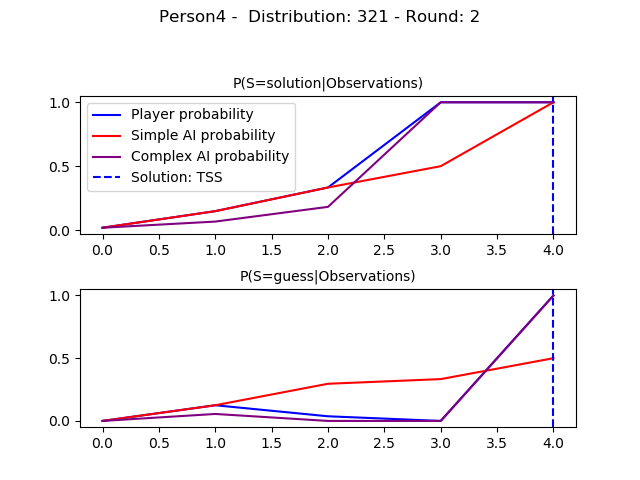 Person4 -  Distribution: 321 - Round: 2
P(S=solution|Observations)
1.0
0.5
0.0
Player probability
Simple AI probability
Complex AI probability
Solution: TSS
0.0 0.5 1.0 1.5 2.0 2.5 3.0 3.5 4.0
P(S=guess|Observations)
1.0
0.5
0.0
0.0 0.5 1.0 1.5 2.0 2.5 3.0 3.5 4.0